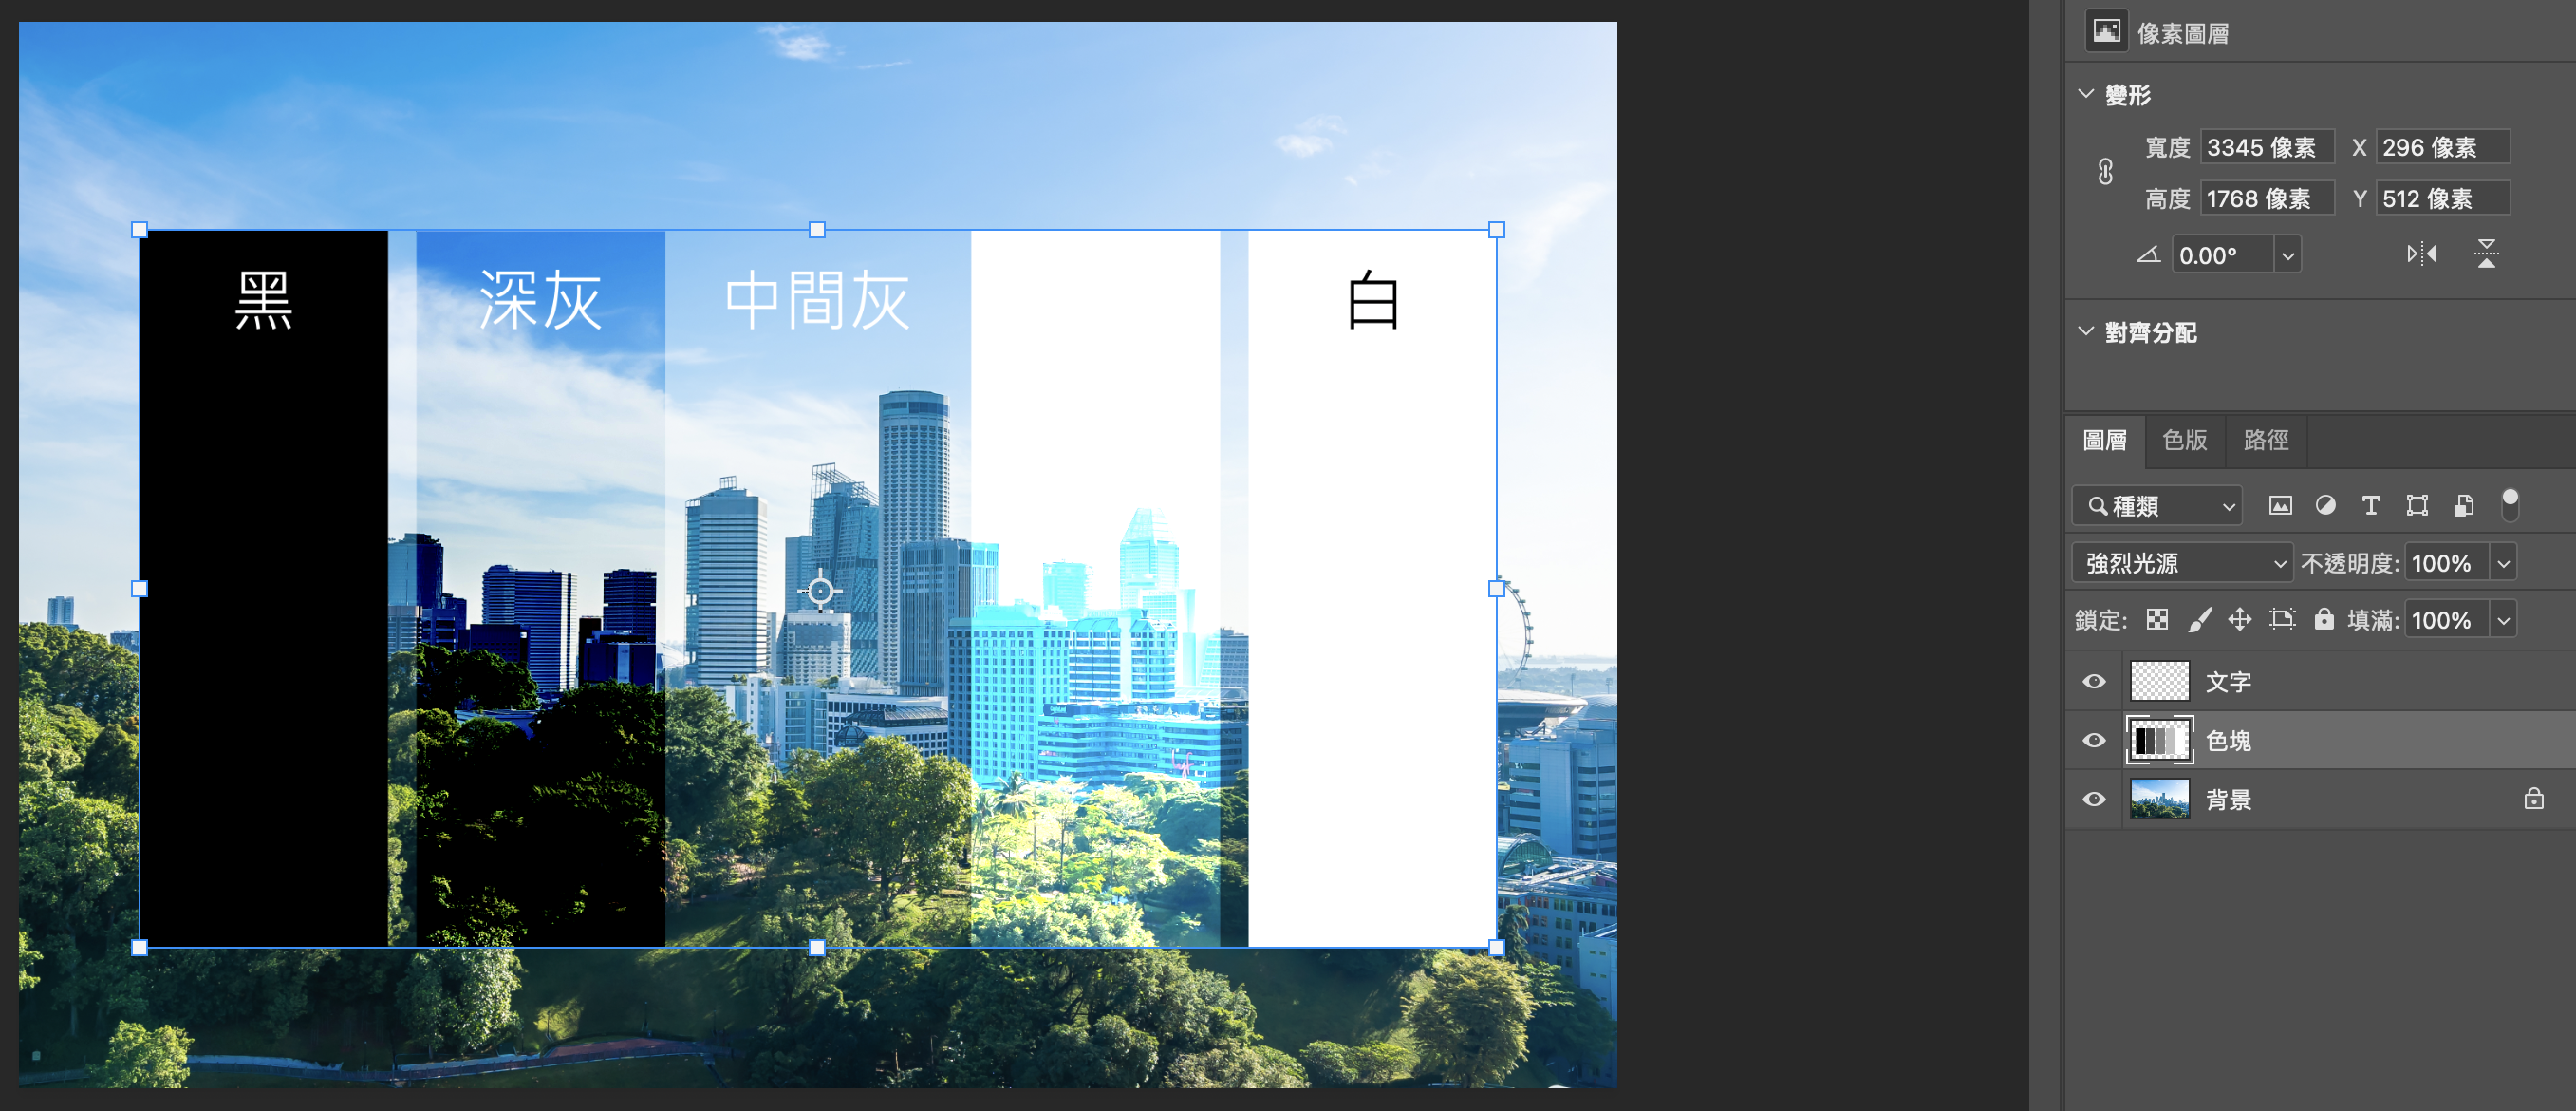 黑
深灰
中間灰
白
像素圖層
變形
寬度 3345 像素 X 296 像素
高度 1768 像素 Y 512 像素
0.00°
對齊分配
圖層 色版 路徑
種類
強烈光源 不透明度: 100%
鎖定: 填滿: 100%
文字
色塊
背景